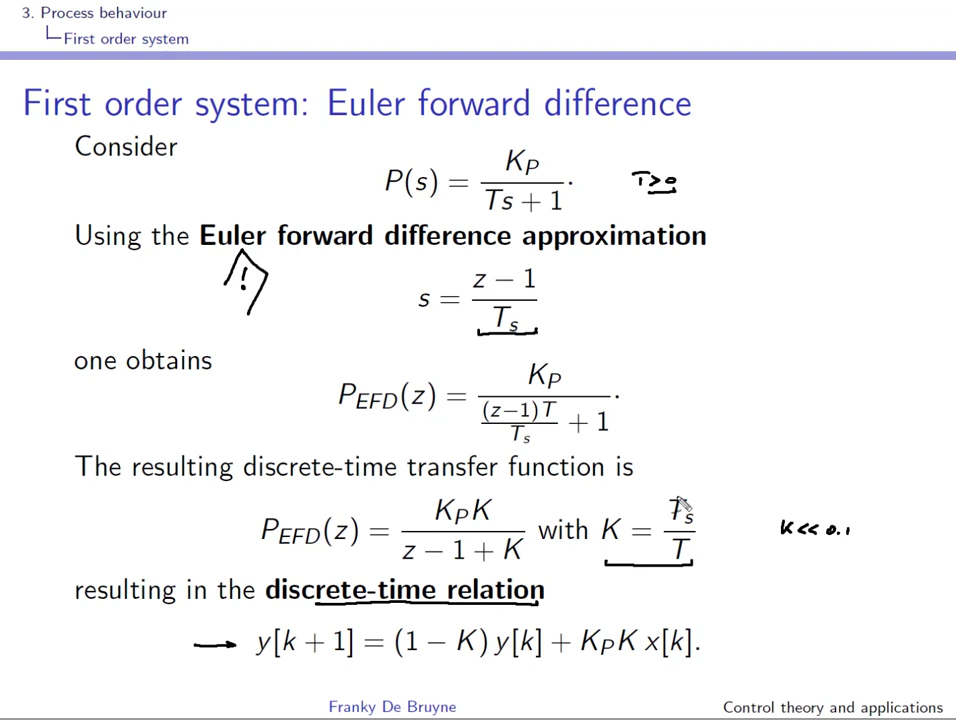 3. Process behaviour
First order system
First order system: Euler forward difference
Consider
P(s) = K_P / (Ts + 1). T>0
Using the Euler forward difference approximation
!
s = (z − 1) / T_s
one obtains
P_EFD(z) = K_P / ((z−1)T / T_s + 1).
The resulting discrete-time transfer function is
P_EFD(z) = K_P K / (z − 1 + K) with K = T_s / T K << 0.1
resulting in the discrete-time relation
→ y[k + 1] = (1 − K) y[k] + K_P K x[k].
Franky De Bruyne Control theory and applications